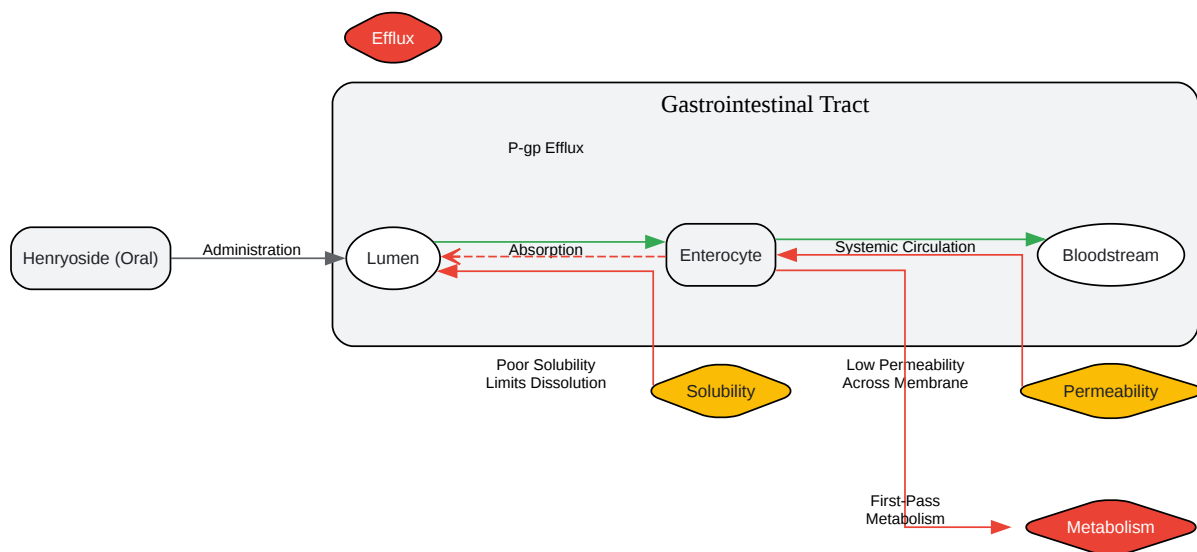 Efflux
Gastrointestinal Tract
P-gp Efflux
Henryoside (Oral)
Administration
Lumen
Absorption
Enterocyte
Systemic Circulation
Bloodstream
Poor Solubility
Limits Dissolution
Solubility
Low Permeability
Across Membrane
Permeability
First-Pass
Metabolism
Metabolism